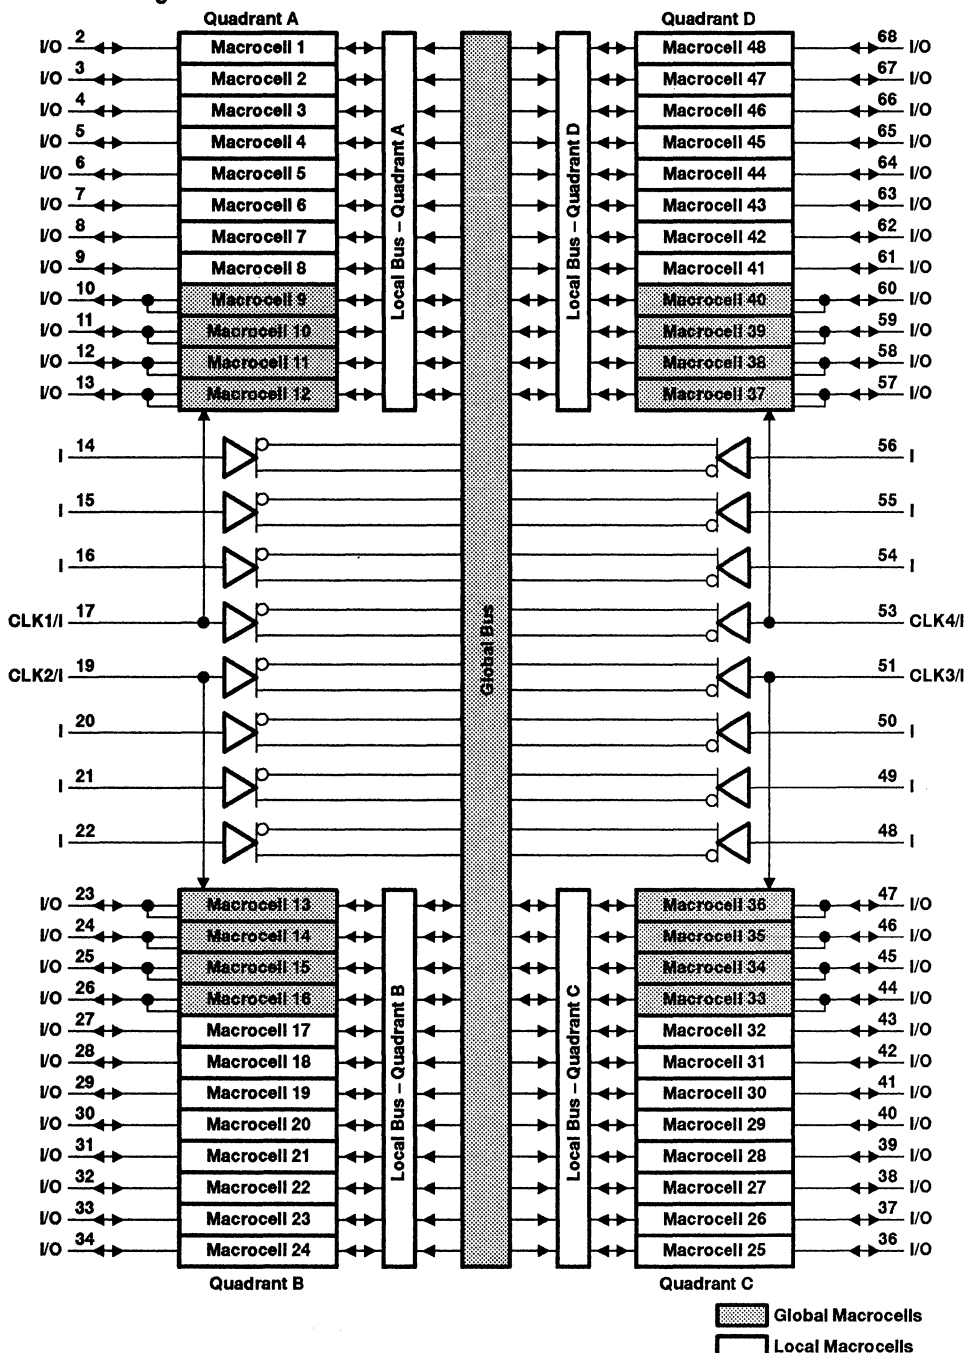 Quadrant A Quadrant D
I/O 2 Macrocell 1 Macrocell 48 68 I/O
I/O 3 Macrocell 2 Macrocell 47 67 I/O
I/O 4 Macrocell 3 Macrocell 46 66 I/O
I/O 5 Macrocell 4 Macrocell 45 65 I/O
I/O 6 Macrocell 5 Macrocell 44 64 I/O
I/O 7 Macrocell 6 Macrocell 43 63 I/O
I/O 8 Macrocell 7 Macrocell 42 62 I/O
I/O 9 Macrocell 8 Macrocell 41 61 I/O
I/O 10 Macrocell 9 Macrocell 40 60 I/O
I/O 11 Macrocell 10 Macrocell 39 59 I/O
I/O 12 Macrocell 11 Macrocell 38 58 I/O
I/O 13 Macrocell 12 Macrocell 37 57 I/O
Local Bus – Quadrant A
Local Bus – Quadrant D
I 14 56 I
I 15 55 I
I 16 54 I
CLK1/I 17 53 CLK4/I
Global Bus
CLK2/I 19 51 CLK3/I
I 20 50 I
I 21 49 I
I 22 48 I
I/O 23 Macrocell 13 Macrocell 36 47 I/O
I/O 24 Macrocell 14 Macrocell 35 46 I/O
I/O 25 Macrocell 15 Macrocell 34 45 I/O
I/O 26 Macrocell 16 Macrocell 33 44 I/O
I/O 27 Macrocell 17 Macrocell 32 43 I/O
I/O 28 Macrocell 18 Macrocell 31 42 I/O
I/O 29 Macrocell 19 Macrocell 30 41 I/O
I/O 30 Macrocell 20 Macrocell 29 40 I/O
I/O 31 Macrocell 21 Macrocell 28 39 I/O
I/O 32 Macrocell 22 Macrocell 27 38 I/O
I/O 33 Macrocell 23 Macrocell 26 37 I/O
I/O 34 Macrocell 24 Macrocell 25 36 I/O
Local Bus – Quadrant B
Local Bus – Quadrant C
Quadrant B Quadrant C
Global Macrocells
Local Macrocells